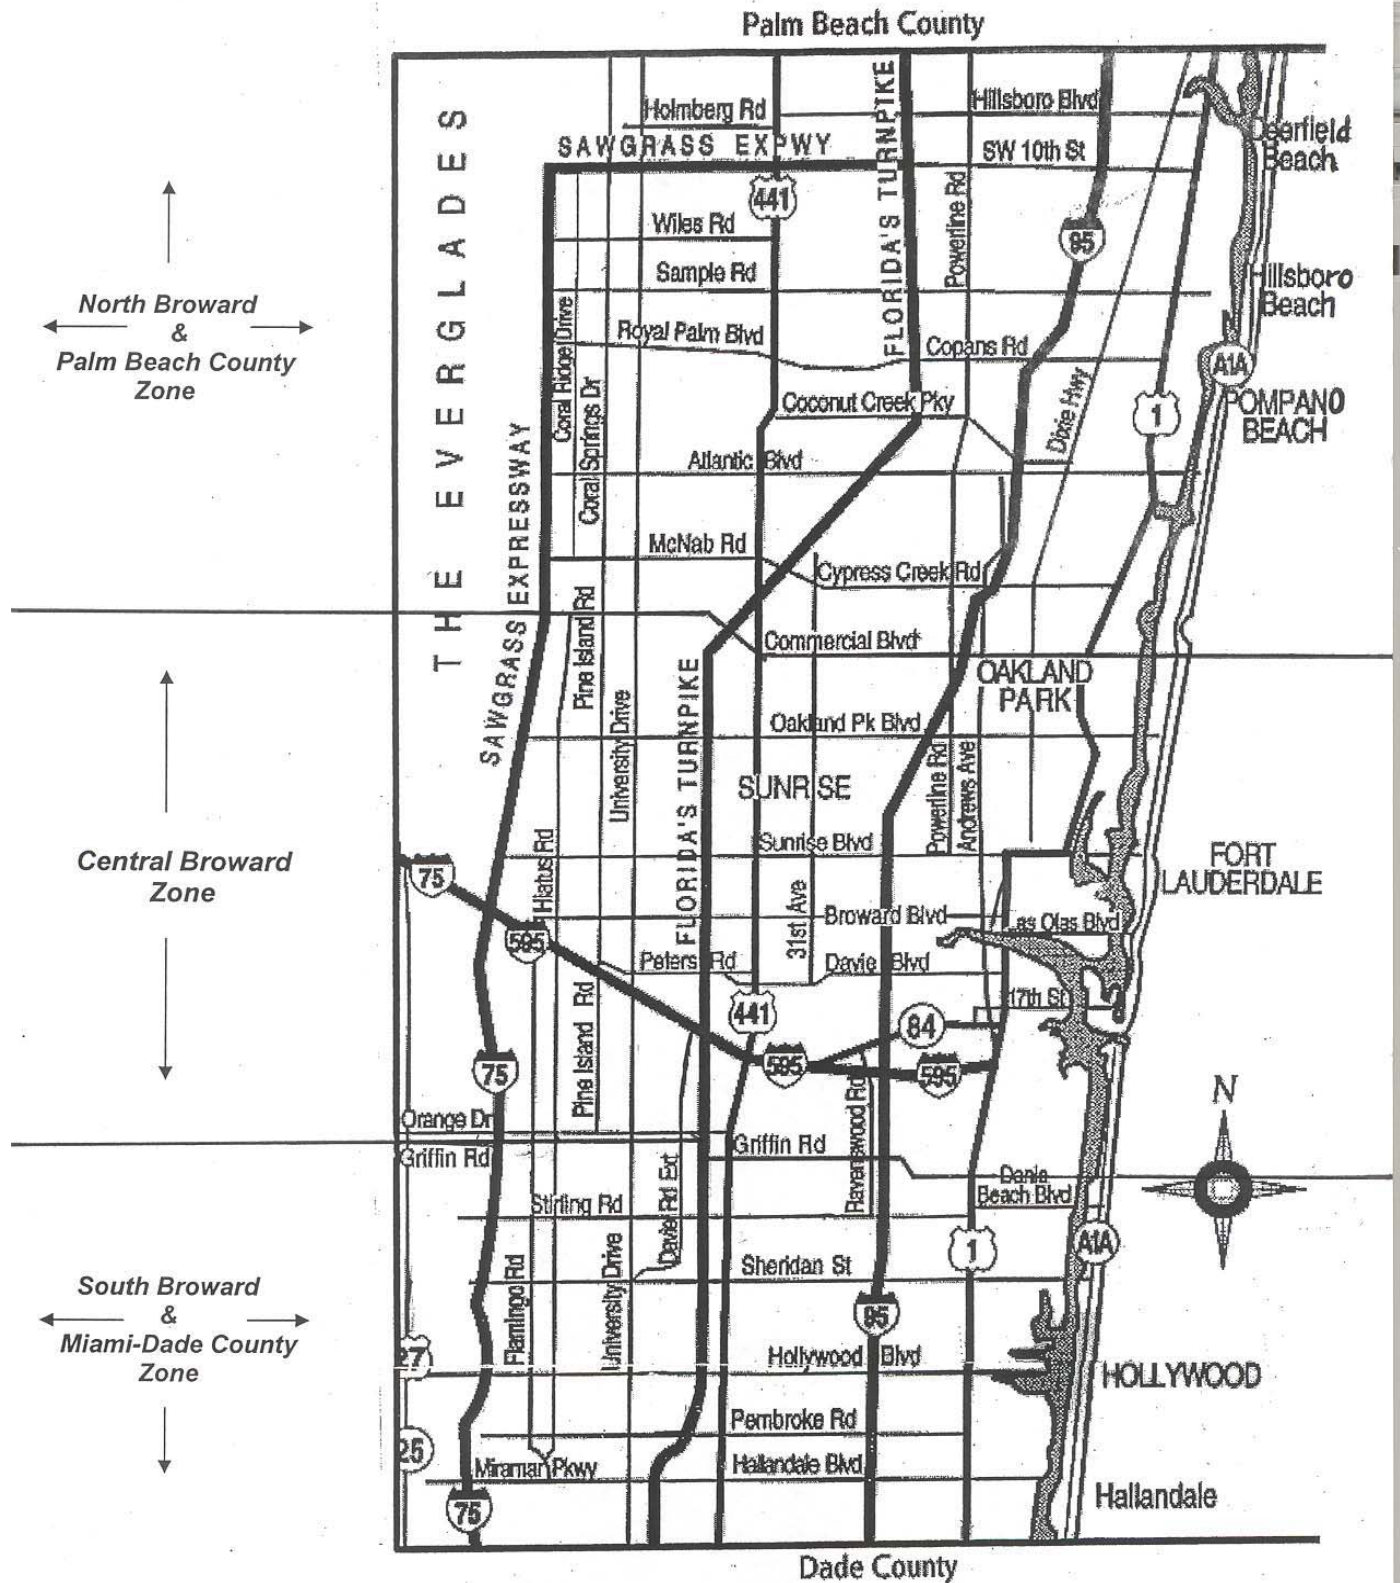 Palm Beach County
THE EVERGLADES
Holmberg Rd
Hillsboro Blvd
SAWGRASS EXPWY
FLORIDA'S TURNPIKE
SW 10th St
Deerfield
Beach
441
Powerline Rd
95
Wiles Rd
Sample Rd
Hillsboro
Beach
North Broward
&
Palm Beach County
Zone
Coral Ridge Drive
Coral Springs Dr
Royal Palm Blvd
Copans Rd
A1A
Dixie Hwy
1
Coconut Creek Pky
POMPANO
BEACH
SAWGRASS EXPRESSWAY
Atlantic Blvd
McNab Rd
Cypress Creek Rd
Pine Island Rd
Commercial Blvd
OAKLAND
PARK
University Drive
FLORIDA'S TURNPIKE
Oakland Pk Blvd
Powerline Rd
Andrews Ave
SUNRISE
Sunrise Blvd
Central Broward
Zone
75
Hiatus Rd
FORT
LAUDERDALE
31st Ave
Broward Blvd
as Olas Blvd
595
Peters Rd
Davie Blvd
17th St
441
84
Pine Island Rd
75
595
595
Ravenswood Rd
N
Orange Dr
Griffin Rd
Griffin Rd
Dania
Beach Blvd
Davie Rd Ext
Stirling Rd
1
A1A
Sheridan St
Flamingo Rd
University Drive
South Broward
&
Miami-Dade County
Zone
95
27
Hollywood Blvd
HOLLYWOOD
Pembroke Rd
25
Miramar Pkwy
Hallandale Blvd
75
Hallandale
Dade County